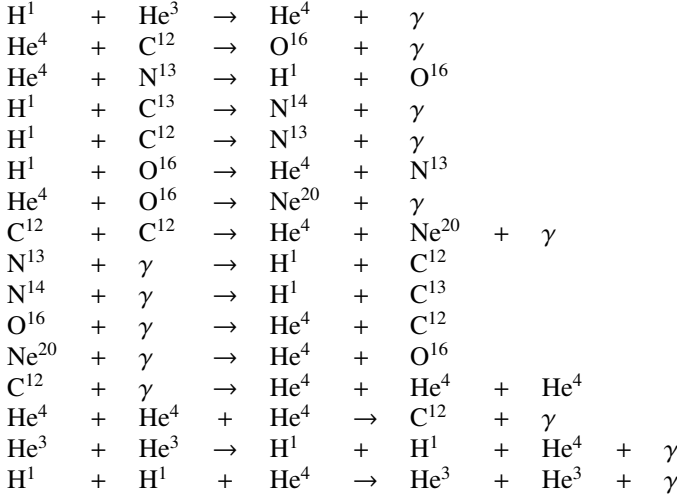 H¹ + He³ → He⁴ + γ
He⁴ + C¹² → O¹⁶ + γ
He⁴ + N¹³ → H¹ + O¹⁶
H¹ + C¹³ → N¹⁴ + γ
H¹ + C¹² → N¹³ + γ
H¹ + O¹⁶ → He⁴ + N¹³
He⁴ + O¹⁶ → Ne²⁰ + γ
C¹² + C¹² → He⁴ + Ne²⁰ + γ
N¹³ + γ → H¹ + C¹²
N¹⁴ + γ → H¹ + C¹³
O¹⁶ + γ → He⁴ + C¹²
Ne²⁰ + γ → He⁴ + O¹⁶
C¹² + γ → He⁴ + He⁴ + He⁴
He⁴ + He⁴ + He⁴ → C¹² + γ
He³ + He³ → H¹ + H¹ + He⁴ + γ
H¹ + H¹ + He⁴ → He³ + He³ + γ